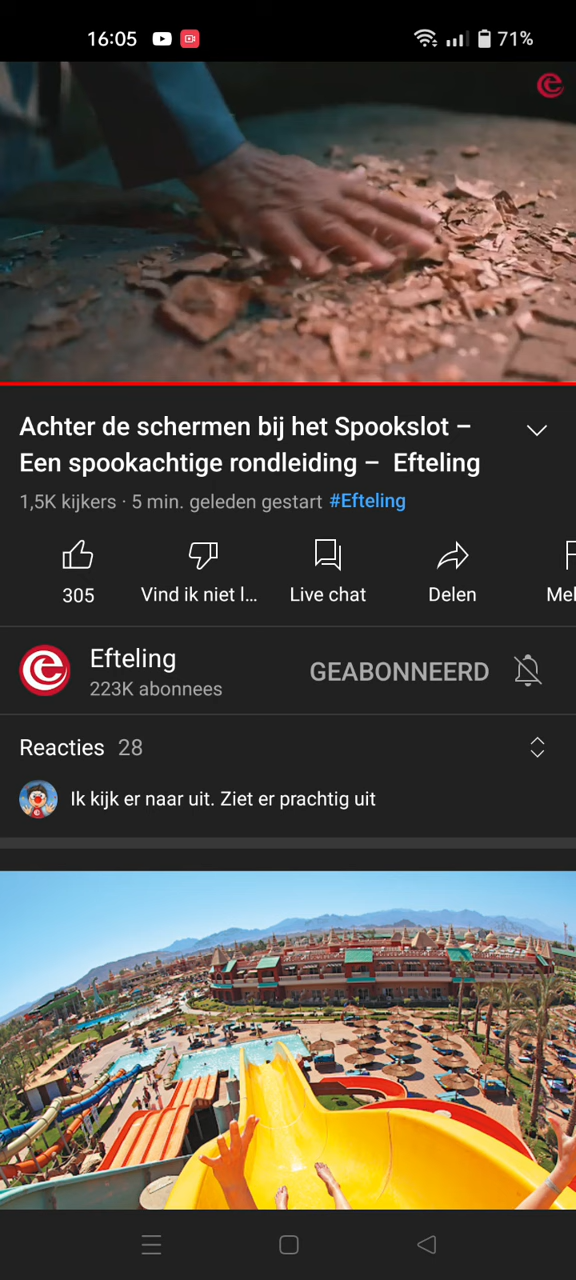 16:05 71%
Achter de schermen bij het Spookslot –
Een spookachtige rondleiding – Efteling
1,5K kijkers · 5 min. geleden gestart #Efteling
305 Vind ik niet l... Live chat Delen Mel
Efteling
223K abonnees
GEABONNEERD
Reacties 28
Ik kijk er naar uit. Ziet er prachtig uit